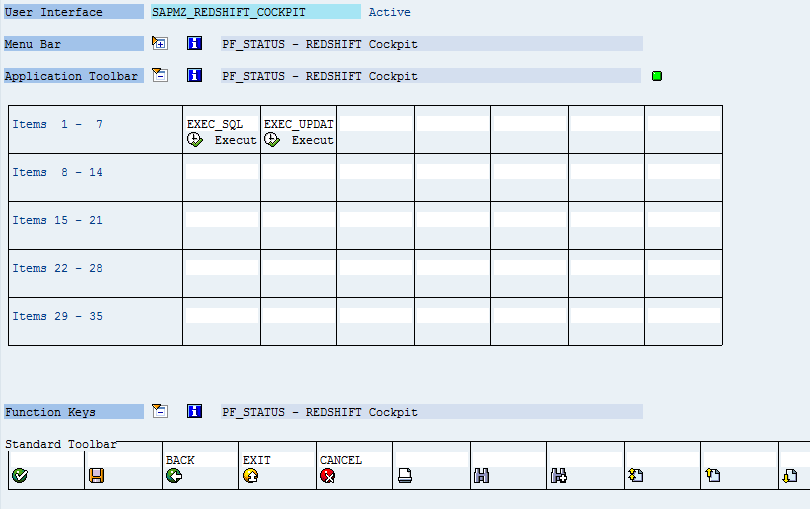 User Interface SAPMZ_REDSHIFT_COCKPIT Active
Menu Bar PF_STATUS - REDSHIFT Cockpit
Application Toolbar PF_STATUS - REDSHIFT Cockpit
Items 1 - 7 EXEC_SQL EXEC_UPDAT
Execut Execut
Items 8 - 14
Items 15 - 21
Items 22 - 28
Items 29 - 35
Function Keys PF_STATUS - REDSHIFT Cockpit
Standard Toolbar
BACK EXIT CANCEL